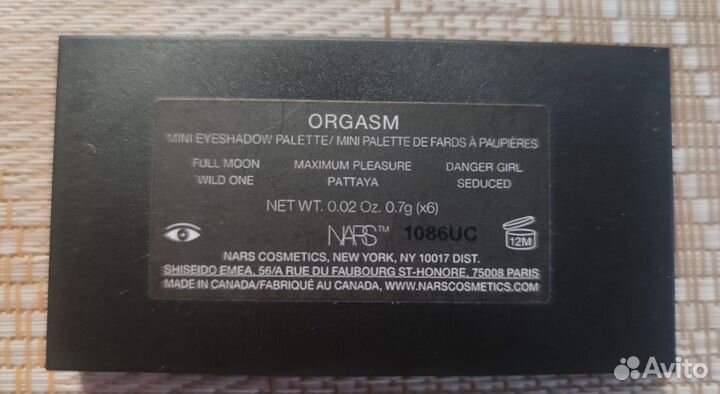 ORGASM
MINI EYESHADOW PALETTE/MINI PALETTE DE FARDS À PAUPIÈRES
FULL MOON MAXIMUM PLEASURE DANGER GIRL
WILD ONE PATTAYA SEDUCED
NET WT. 0.02 Oz. 0.7g (x6)
NARS™ 1086UC 12M
NARS COSMETICS, NEW YORK, NY 10017 DIST.
SHISEIDO EMEA, 56/A RUE DU FAUBOURG ST-HONORE, 75008 PARIS
MADE IN CANADA/FABRIQUÉ AU CANADA, WWW.NARSCOSMETICS.COM
Avito